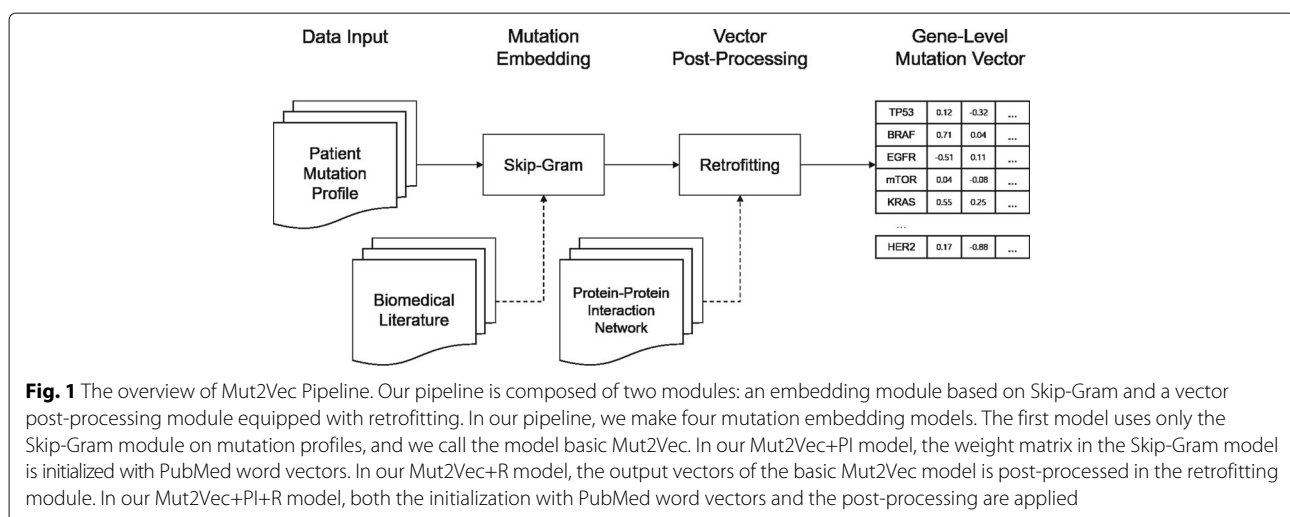 Data Input
Mutation
Embedding
Vector
Post-Processing
Gene-Level
Mutation Vector
Patient
Mutation
Profile
Skip-Gram
Retrofitting
Biomedical
Literature
Protein-Protein
Interaction
Network
TP53 0.12 -0.32 ...
BRAF 0.71 0.04 ...
EGFR -0.51 0.11 ...
mTOR 0.04 -0.08 ...
KRAS 0.55 0.25 ...
...
HER2 0.17 -0.88 ...
Fig. 1 The overview of Mut2Vec Pipeline. Our pipeline is composed of two modules: an embedding module based on Skip-Gram and a vector
post-processing module equipped with retrofitting. In our pipeline, we make four mutation embedding models. The first model uses only the
Skip-Gram module on mutation profiles, and we call the model basic Mut2Vec. In our Mut2Vec+PI model, the weight matrix in the Skip-Gram model
is initialized with PubMed word vectors. In our Mut2Vec+R model, the output vectors of the basic Mut2Vec model is post-processed in the retrofitting
module. In our Mut2Vec+PI+R model, both the initialization with PubMed word vectors and the post-processing are applied